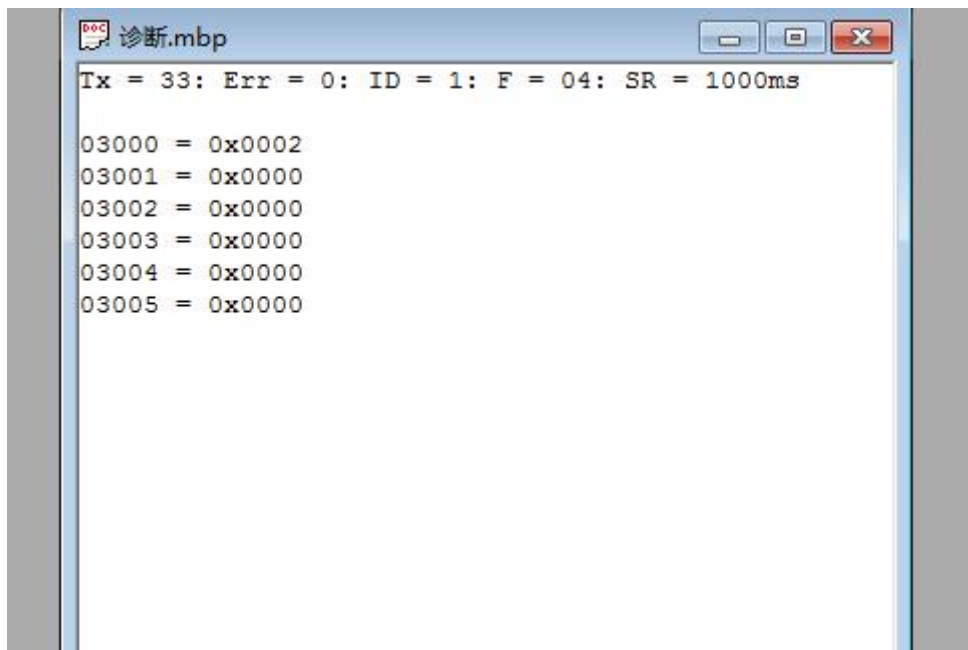 DOC
诊断.mbp
Tx = 33: Err = 0: ID = 1: F = 04: SR = 1000ms
03000 = 0x0002
03001 = 0x0000
03002 = 0x0000
03003 = 0x0000
03004 = 0x0000
03005 = 0x0000